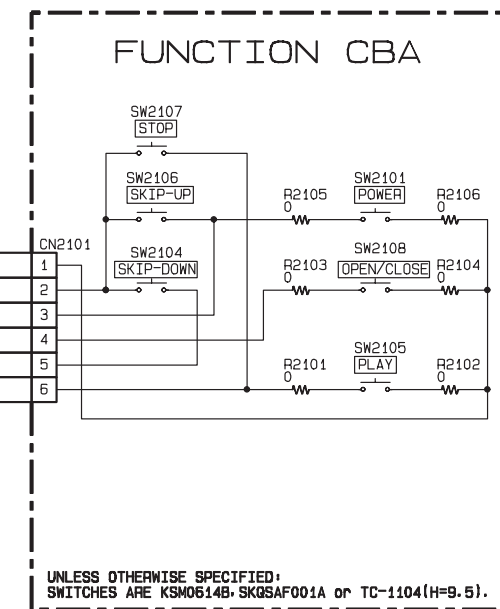 FUNCTION CBA
SW2107
STOP
SW2106
SKIP-UP
SW2104
SKIP-DOWN
CN2101
1
2
3
4
5
6
R2105
0
SW2101
POWER
R2106
0
R2103
0
SW2108
OPEN/CLOSE
R2104
0
R2101
0
SW2105
PLAY
R2102
0
UNLESS OTHERWISE SPECIFIED:
SWITCHES ARE KSM0614B, SKQSAF001A or TC-1104(H=9.5).